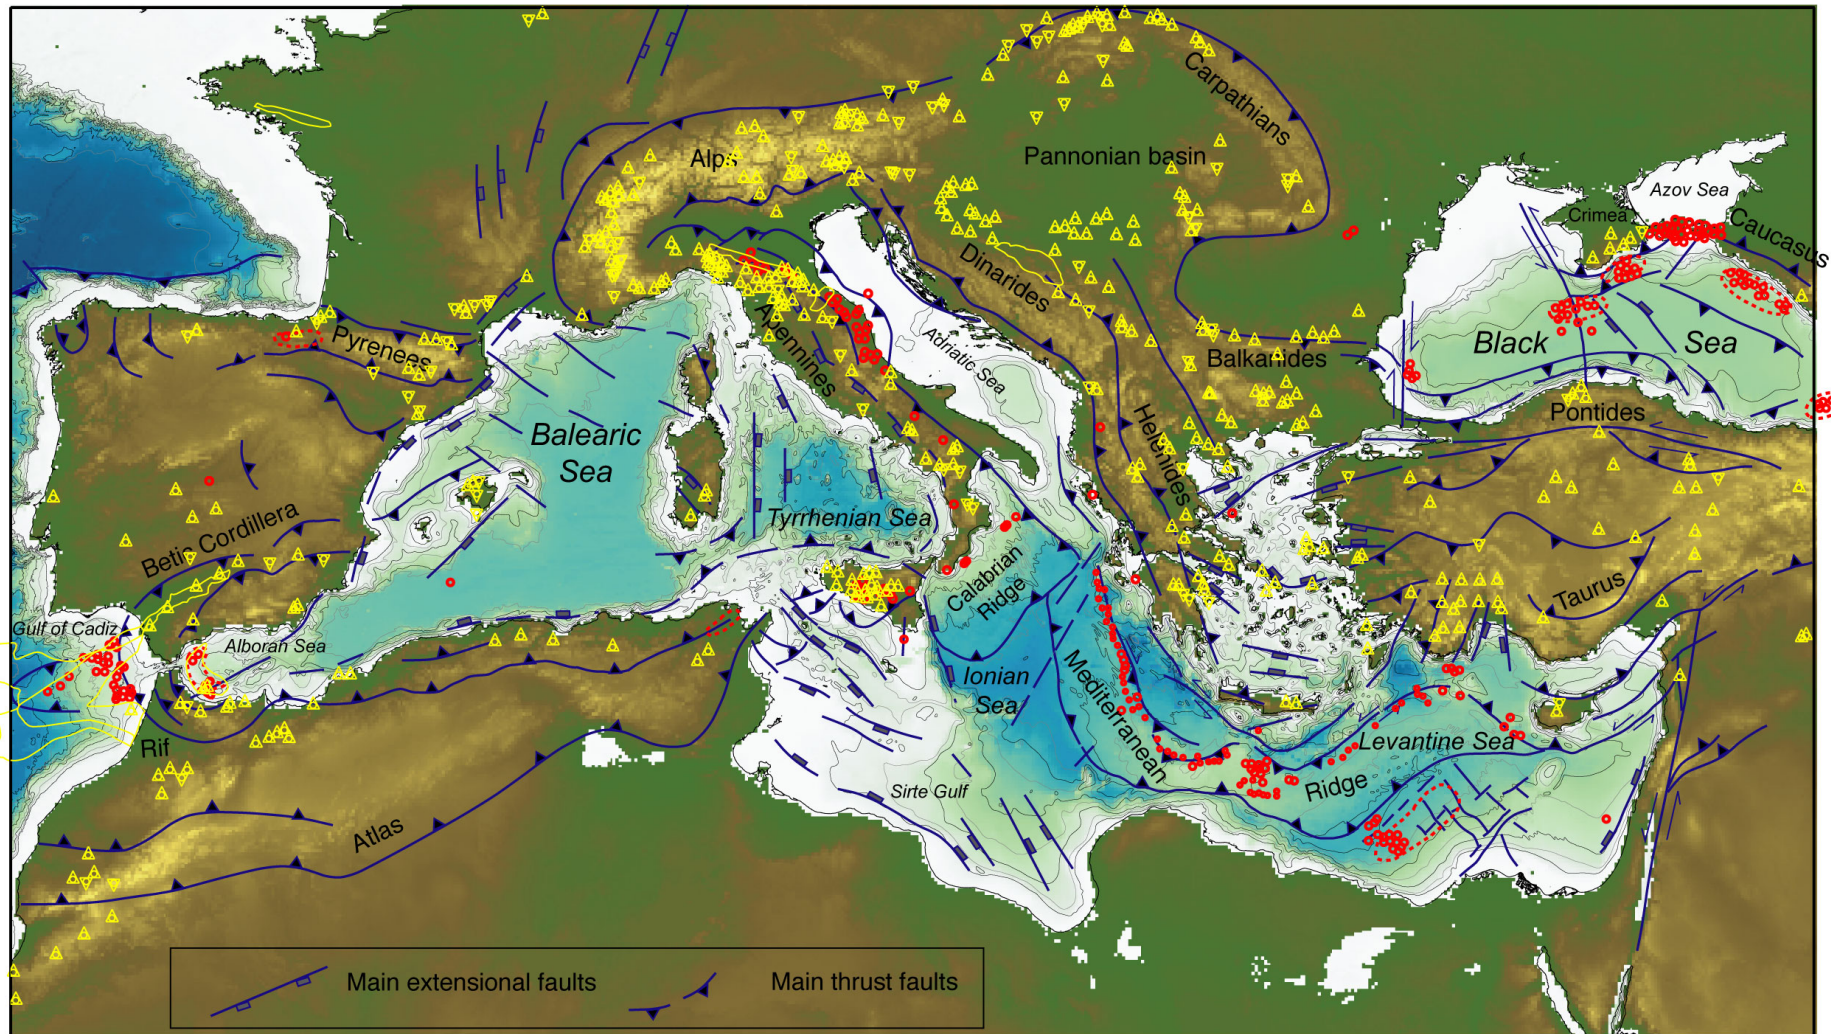 Carpathians
Alps
Pannonian basin
Azov Sea
Crimea
Caucasus
Dinarides
Pyrenees
Apennines
Adriatic Sea
Balkanides
Black
Sea
Pontides
Balearic
Sea
Hellenides
Tyrrhenian Sea
Betic Cordillera
Calabrian
Ridge
Taurus
Gulf of Cadiz
Alboran Sea
Ionian
Sea
Mediterranean
Ridge
Levantine Sea
Rif
Sirte Gulf
Atlas
Main extensional faults
Main thrust faults